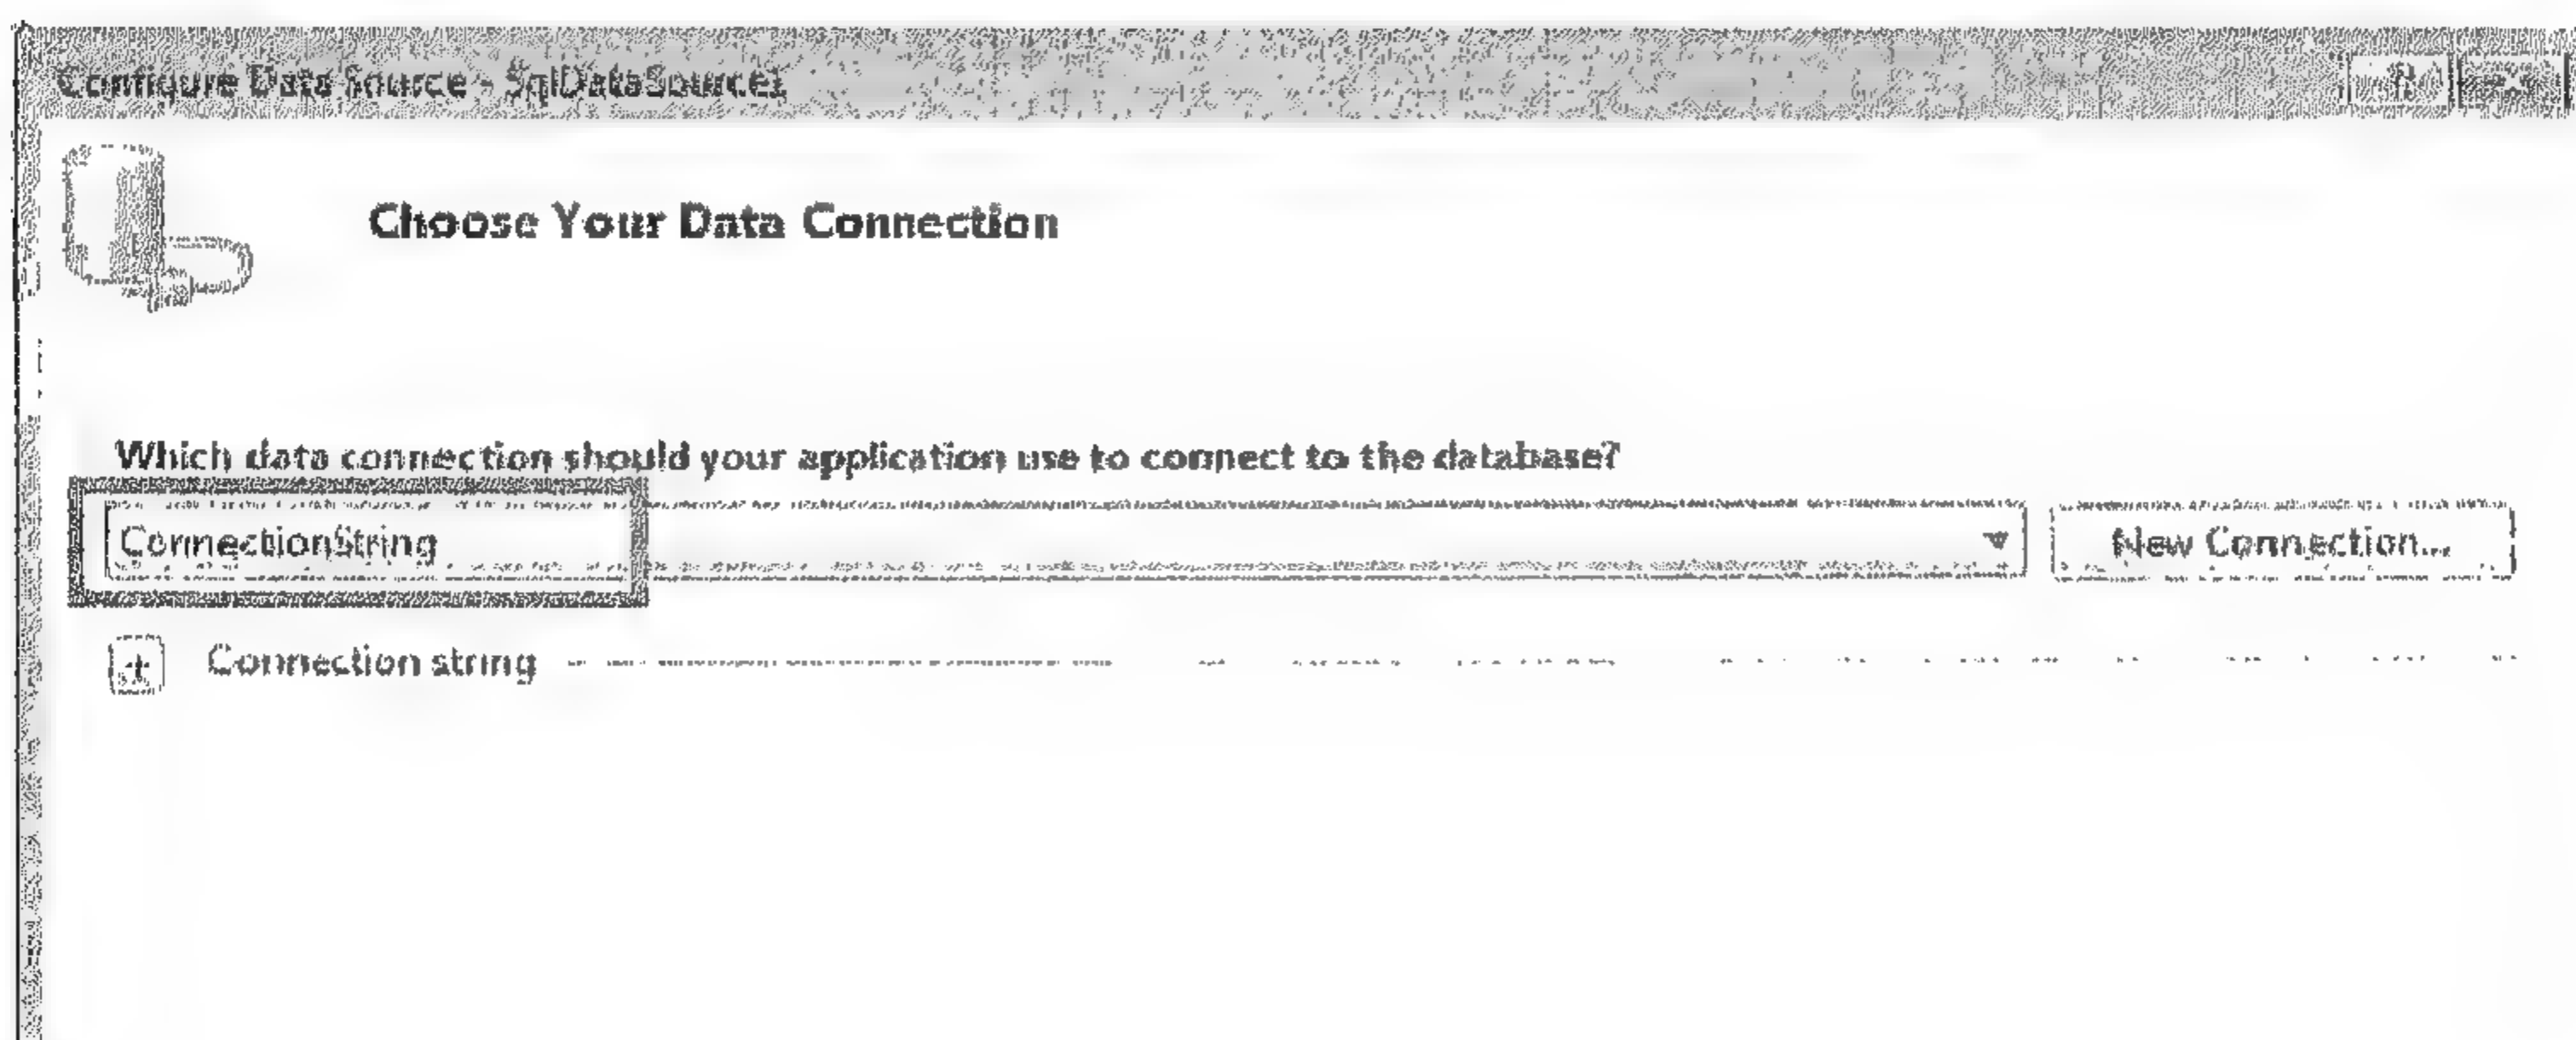 Configure Data Source - SqlDataSource1
Choose Your Data Connection
Which data connection should your application use to connect to the database?
ConnectionString
New Connection...
+ Connection string